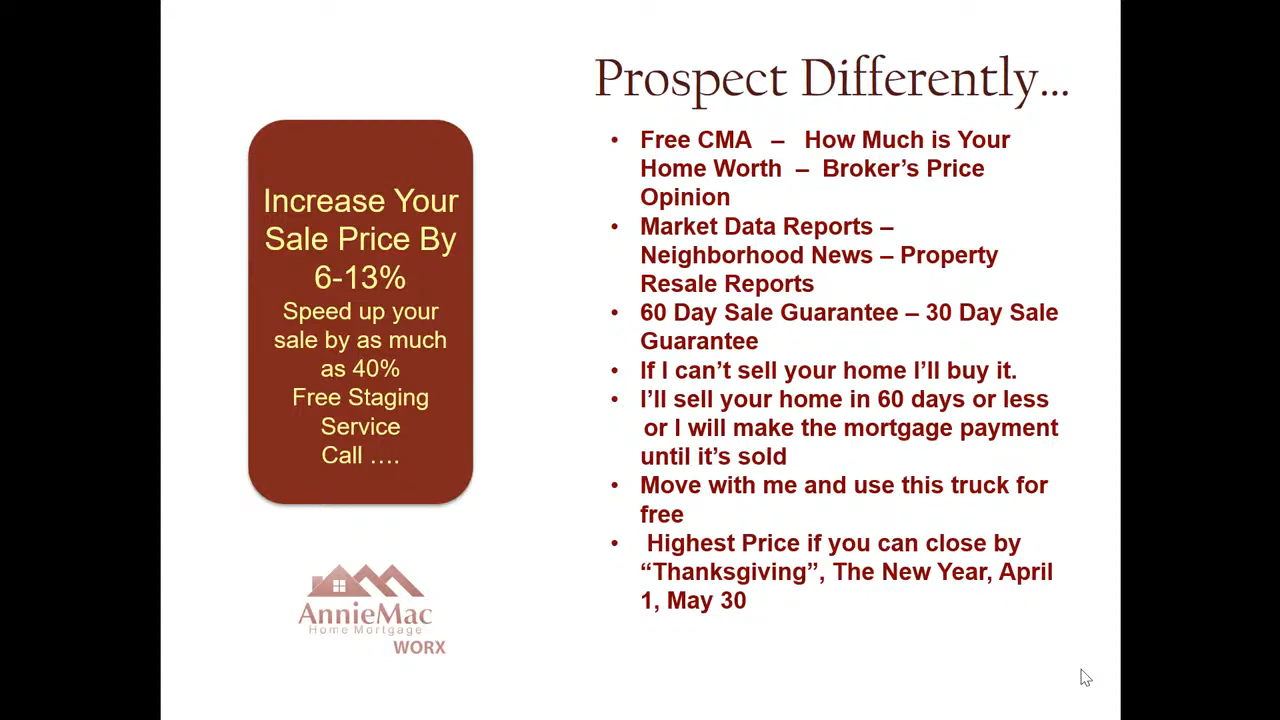 Prospect Differently...
Increase Your
Sale Price By
6-13%
Speed up your
sale by as much
as 40%
Free Staging
Service
Call ....
• Free CMA – How Much is Your
Home Worth – Broker’s Price
Opinion
• Market Data Reports –
Neighborhood News – Property
Resale Reports
• 60 Day Sale Guarantee – 30 Day Sale
Guarantee
• If I can’t sell your home I’ll buy it.
• I’ll sell your home in 60 days or less
or I will make the mortgage payment
until it’s sold
• Move with me and use this truck for
free
• Highest Price if you can close by
“Thanksgiving”, The New Year, April
1, May 30
AnnieMac
Home Mortgage
WORX